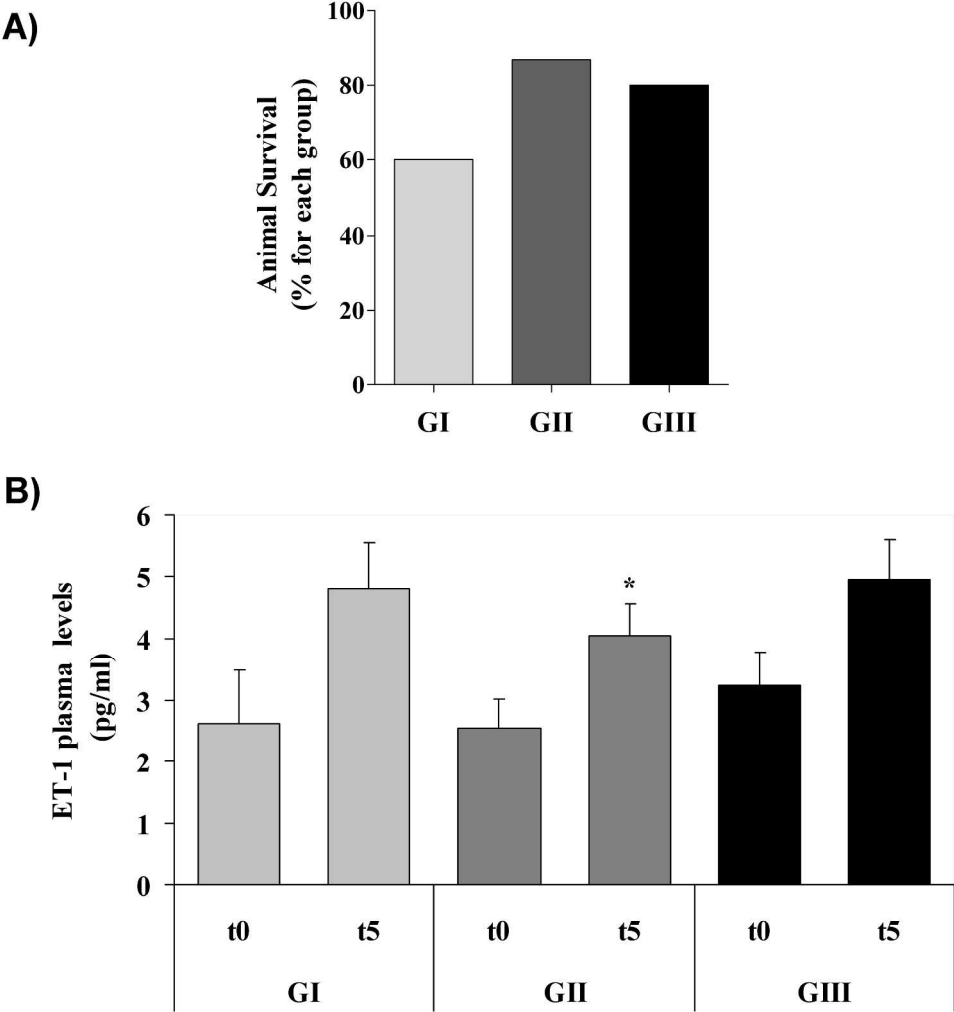 A)
Animal Survival
(% for each group)
100
80
60
40
20
0
GI GII GIII
B)
ET-1 plasma levels
(pg/ml)
6
5
4
3
2
1
0
*
t0 t5 t0 t5 t0 t5
GI GII GIII